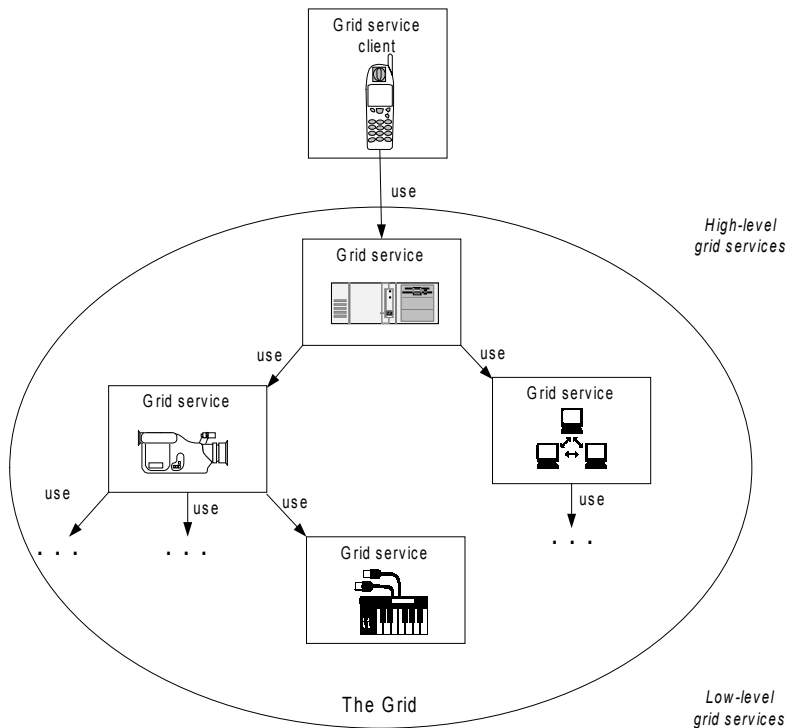 Grid service
client
use
High-level
grid services
Grid service
use
use
Grid service
Grid service
use
use
use
use
. . .
. . .
. . .
Grid service
The Grid
Low-level
grid services